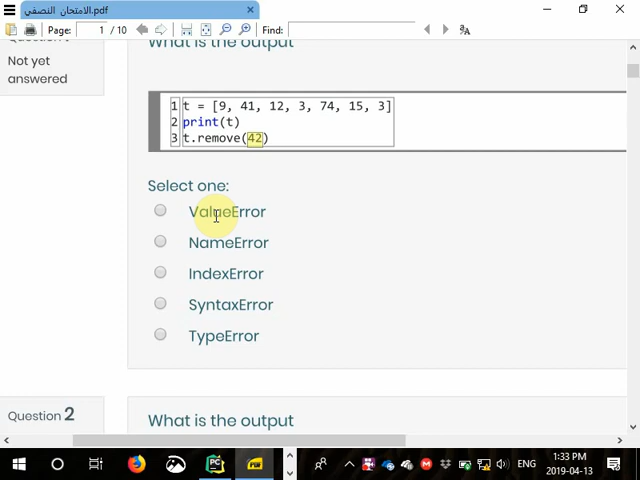 الامتحان النصفي.pdf
Page: 1 / 10 Find:
Not yet
answered
What is the output
1 t = [9, 41, 12, 3, 74, 15, 3]
2 print(t)
3 t.remove(42)
Select one:
ValueError
NameError
IndexError
SyntaxError
TypeError
Question 2
What is the output
ENG
1:33 PM
2019-04-13